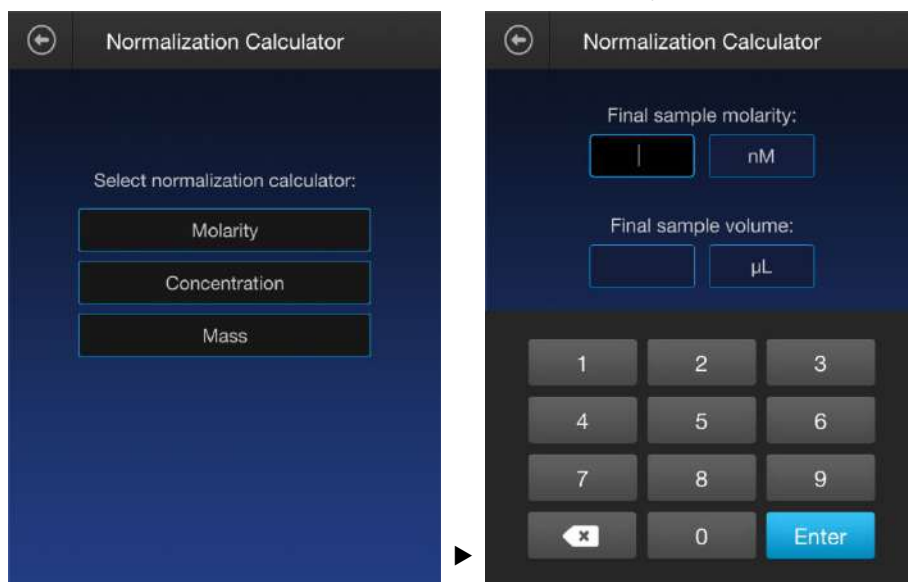 Normalization Calculator
Select normalization calculator:
Molarity
Concentration
Mass
Normalization Calculator
Final sample molarity:
nM
Final sample volume:
µL
1 2 3
4 5 6
7 8 9
0 Enter